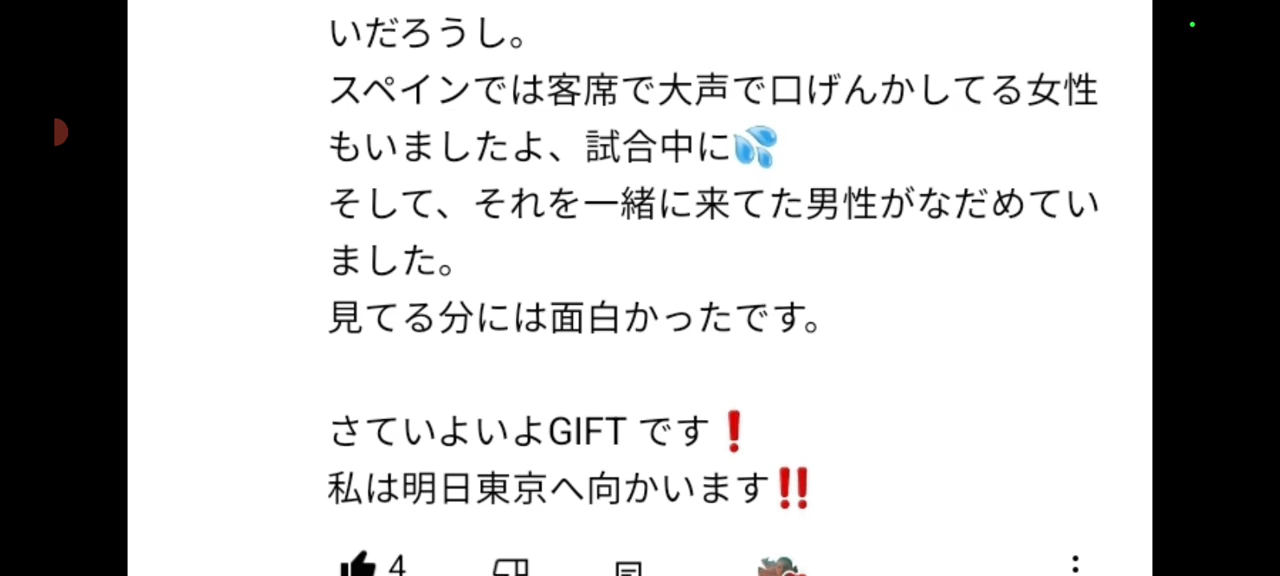 いだろうし。
スペインでは客席で大声で口げんかしてる女性
もいましたよ、試合中に💦
そして、それを一緒に来てた男性がなだめてい
ました。
見てる分には面白かったです。
さていよいよGIFT です❗
私は明日東京へ向かいます‼️
4